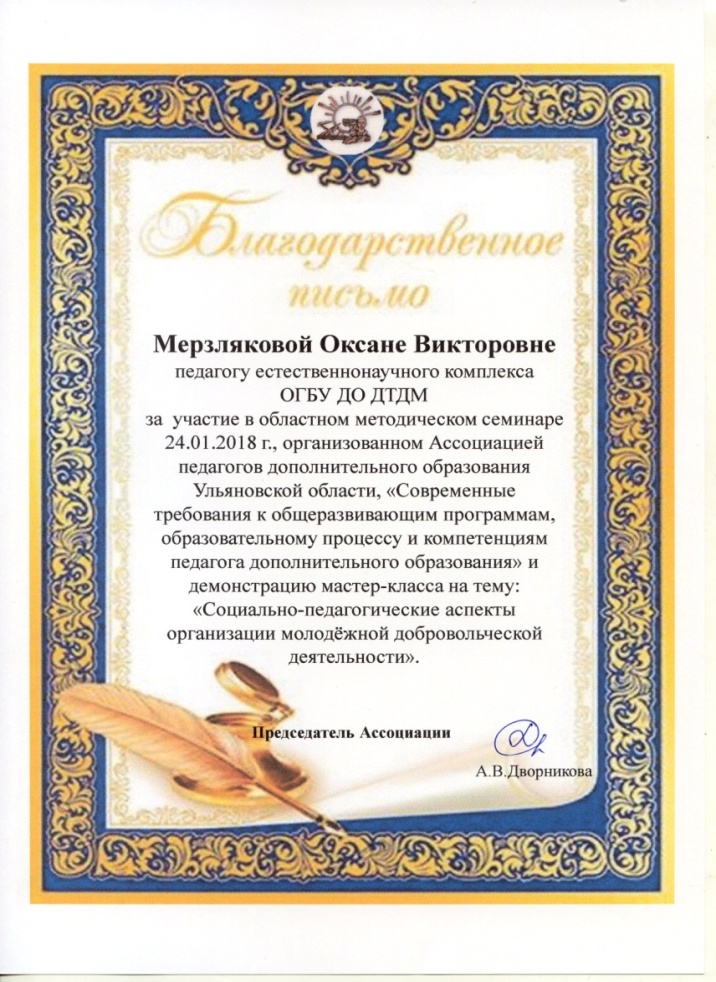 Благодарственное
письмо
Мерзляковой Оксане Викторовне
педагогу естественнонаучного комплекса
ОГБУ ДО ДТДМ
за участие в областном методическом семинаре
24.01.2018 г., организованном Ассоциацией
педагогов дополнительного образования
Ульяновской области, «Современные
требования к общеразвивающим программам,
образовательному процессу и компетенциям
педагога дополнительного образования» и
демонстрацию мастер-класса на тему:
«Социально-педагогические аспекты
организации молодёжной добровольческой
деятельности».
Председатель Ассоциации
А.В.Дворникова